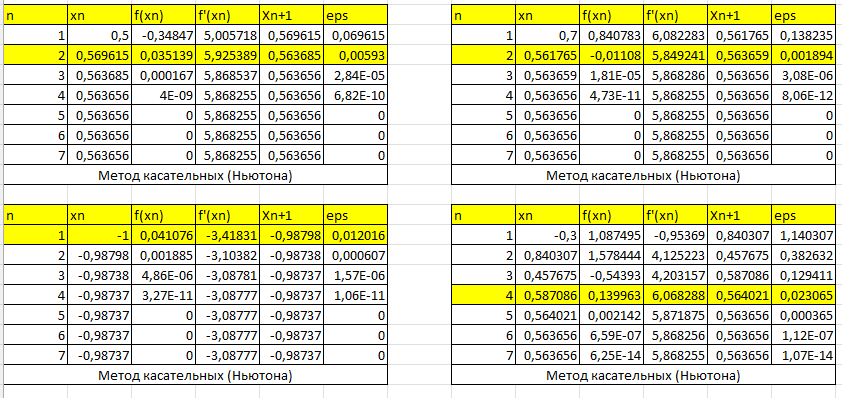 n xn f(xn) f'(xn) Xn+1 eps
1 0,5 -0,34847 5,005718 0,569615 0,069615
2 0,569615 0,035139 5,925389 0,563685 0,00593
3 0,563685 0,000167 5,868537 0,563656 2,84E-05
4 0,563656 4E-09 5,868255 0,563656 6,82E-10
5 0,563656 0 5,868255 0,563656 0
6 0,563656 0 5,868255 0,563656 0
7 0,563656 0 5,868255 0,563656 0
Метод касательных (Ньютона)
n xn f(xn) f'(xn) Xn+1 eps
1 0,7 0,840783 6,082283 0,561765 0,138235
2 0,561765 -0,01108 5,849241 0,563659 0,001894
3 0,563659 1,81E-05 5,868286 0,563656 3,08E-06
4 0,563656 4,73E-11 5,868255 0,563656 8,06E-12
5 0,563656 0 5,868255 0,563656 0
6 0,563656 0 5,868255 0,563656 0
7 0,563656 0 5,868255 0,563656 0
Метод касательных (Ньютона)
n xn f(xn) f'(xn) Xn+1 eps
1 -1 0,041076 -3,41831 -0,98798 0,012016
2 -0,98798 0,001885 -3,10382 -0,98738 0,000607
3 -0,98738 4,86E-06 -3,08781 -0,98737 1,57E-06
4 -0,98737 3,27E-11 -3,08777 -0,98737 1,06E-11
5 -0,98737 0 -3,08777 -0,98737 0
6 -0,98737 0 -3,08777 -0,98737 0
7 -0,98737 0 -3,08777 -0,98737 0
Метод касательных (Ньютона)
n xn f(xn) f'(xn) Xn+1 eps
1 -0,3 1,087495 -0,95369 0,840307 1,140307
2 0,840307 1,578444 4,125223 0,457675 0,382632
3 0,457675 -0,54393 4,203157 0,587086 0,129411
4 0,587086 0,139963 6,068288 0,564021 0,023065
5 0,564021 0,002142 5,871875 0,563656 0,000365
6 0,563656 6,59E-07 5,868256 0,563656 1,12E-07
7 0,563656 6,25E-14 5,868255 0,563656 1,07E-14
Метод касательных (Ньютона)